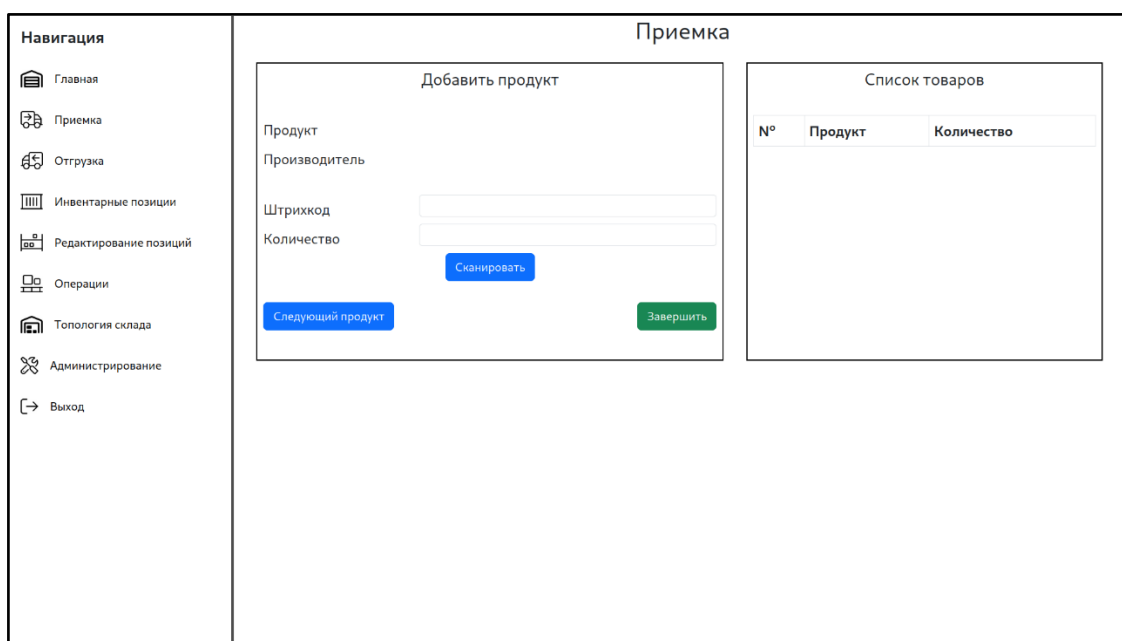 Навигация
Главная
Приемка
Отгрузка
Инвентарные позиции
Редактирование позиций
Операции
Топология склада
Администрирование
Выход
Приемка
Добавить продукт
Продукт
Производитель
Штрихкод
Количество
Сканировать
Следующий продукт Завершить
Список товаров
№ Продукт Количество